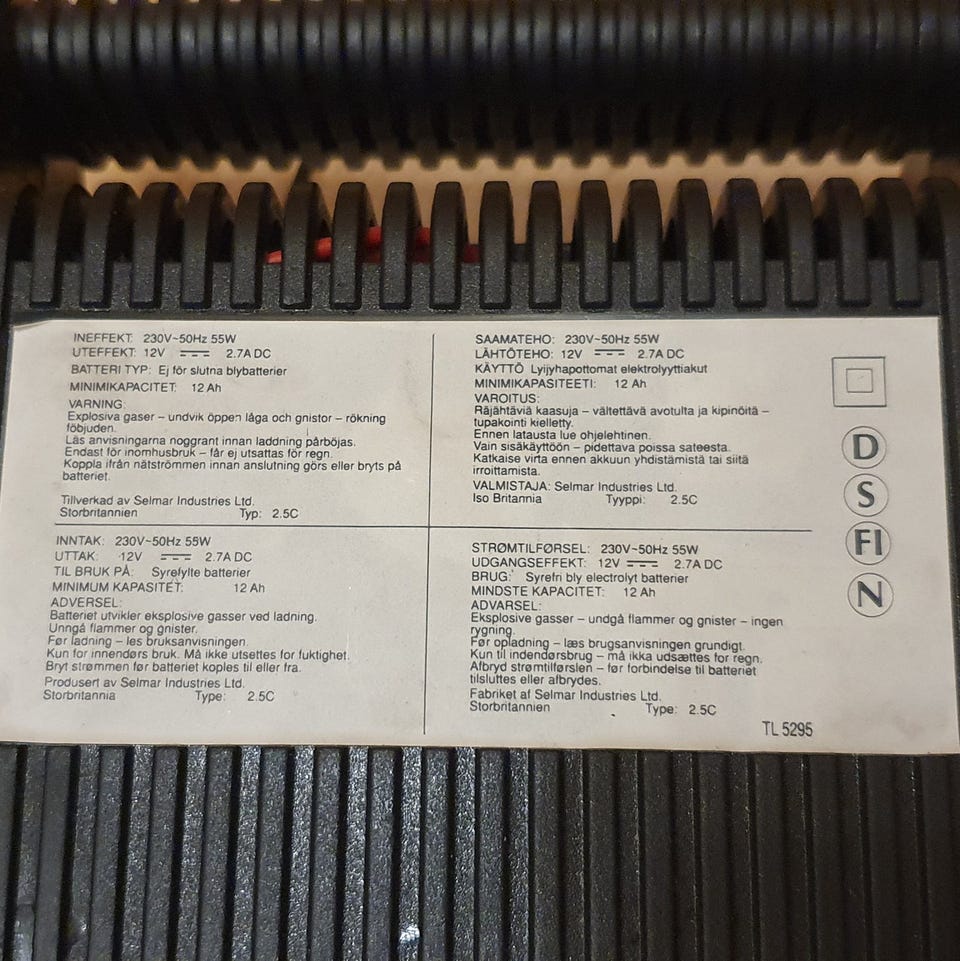 INEFFEKT: 230V~50Hz 55W
UTEFFEKT: 12V 2.7A DC
BATTERI TYP: Ej för slutna blybatterier
MINIMIKAPACITET: 12 Ah
VARNING:
Explosiva gaser – undvik öppen låga och gnistor – rökning
föbjuden.
Läs anvisningarna noggrant innan laddning pårböjas.
Endast för inomhusbruk – får ej utsattas för regn.
Koppla ifrån nätströmmen innan anslutning görs eller bryts på
batteriet.
Tillverkad av Selmar Industries Ltd.
Storbritannien Typ: 2.5C
SAAMATEHO: 230V~50Hz 55W
LÄHTÖTEHO: 12V 2.7A DC
KÄYTTÖ Lyijyhapottomat elektrolyyttiakut
MINIMIKAPASITEETI: 12 Ah
VAROITUS:
Räjähtäviä kaasuja – vältettävä avotulta ja kipinöitä –
tupakointi kielletty.
Ennen latausta lue ohjelehtinen.
Vain sisäkäyttöön – pidettava poissa sateesta.
Katkaise virta ennen akkuun yhdistämistä tai siitä
irroittamista.
VALMISTAJA: Selmar Industries Ltd.
Iso Britannia Tyyppi: 2.5C
D
S
FI
N
INNTAK: 230V~50Hz 55W
UTTAK: 12V 2.7A DC
TIL BRUK PÅ: Syrefylte batterier
MINIMUM KAPASITET: 12 Ah
ADVERSEL:
Batteriet utvikler eksplosive gasser ved ladning.
Unngå flammer og gnister.
Før ladning – les bruksanvisningen.
Kun for innendørs bruk. Må ikke utsettes for fuktighet.
Bryt strømmen før batteriet koples til eller fra.
Produsert av Selmar Industries Ltd.
Storbritannia Type: 2.5C
STRØMTILFØRSEL: 230V~50Hz 55W
UDGANGSEFFEKT: 12V 2.7A DC
BRUG: Syrefri bly electrolyt batterier
MINDSTE KAPACITET: 12 Ah
ADVARSEL:
Eksplosive gasser – undgå flammer og gnister – ingen
rygning.
Før opladning – læs brugsanvisningen grundigt.
Kun til indendørsbrug – må ikke udsættes for regn.
Afbryd strømtilførslen – før forbindelse til batteriet
tilsluttes eller afbrydes.
Fabriket af Selmar Industries Ltd.
Storbritannien Type: 2.5C
TL 5295